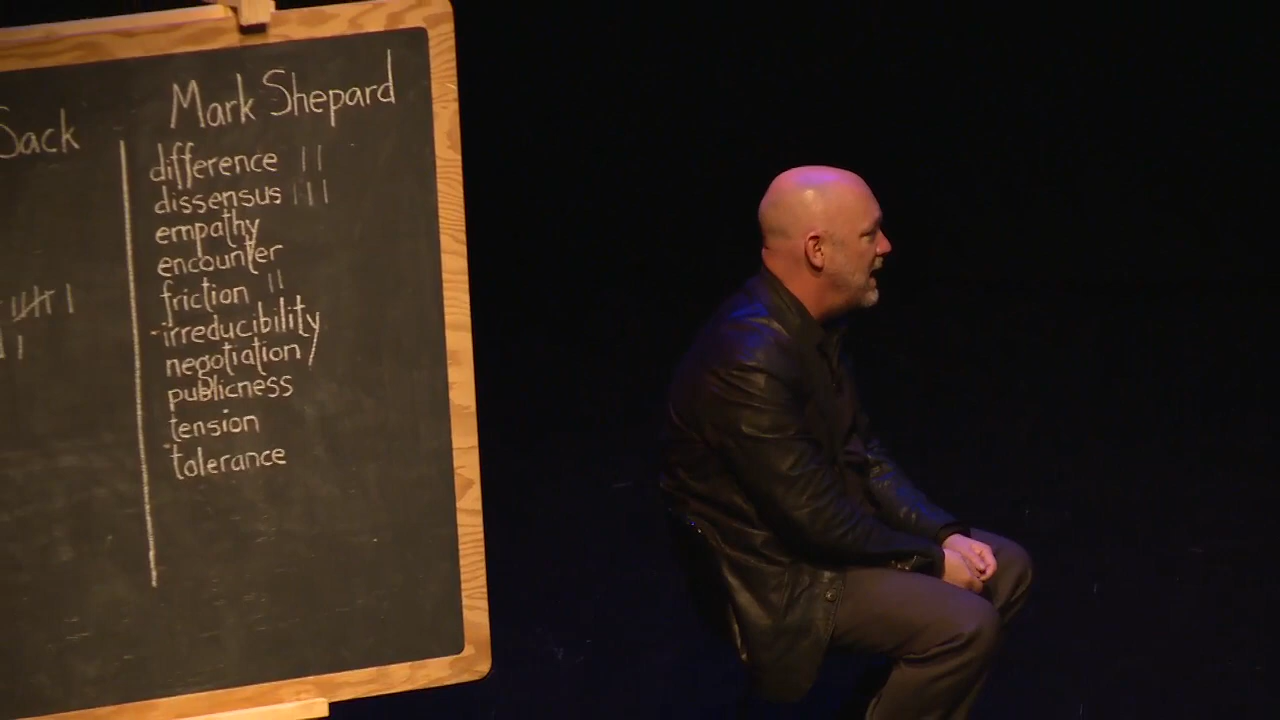 Sack
Mark Shepard
difference ||
dissensus |||
empathy
encounter
friction ||
irreducibility
negotiation
publicness
tension
tolerance